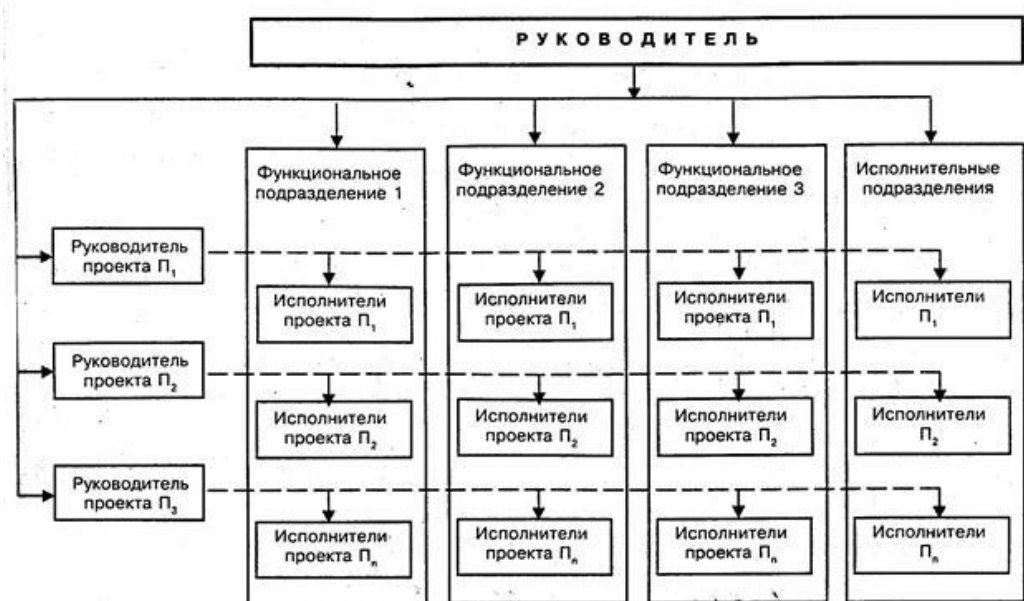 РУКОВОДИТЕЛЬ
Функциональное
подразделение 1
Функциональное
подразделение 2
Функциональное
подразделение 3
Исполнительные
подразделения
Руководитель
проекта П₁
Исполнители
проекта П₁
Исполнители
проекта П₁
Исполнители
проекта П₁
Исполнители
П₁
Руководитель
проекта П₂
Исполнители
проекта П₂
Исполнители
проекта П₂
Исполнители
проекта П₂
Исполнители
П₂
Руководитель
проекта П₃
Исполнители
проекта Пₙ
Исполнители
проекта Пₙ
Исполнители
проекта Пₙ
Исполнители
Пₙ